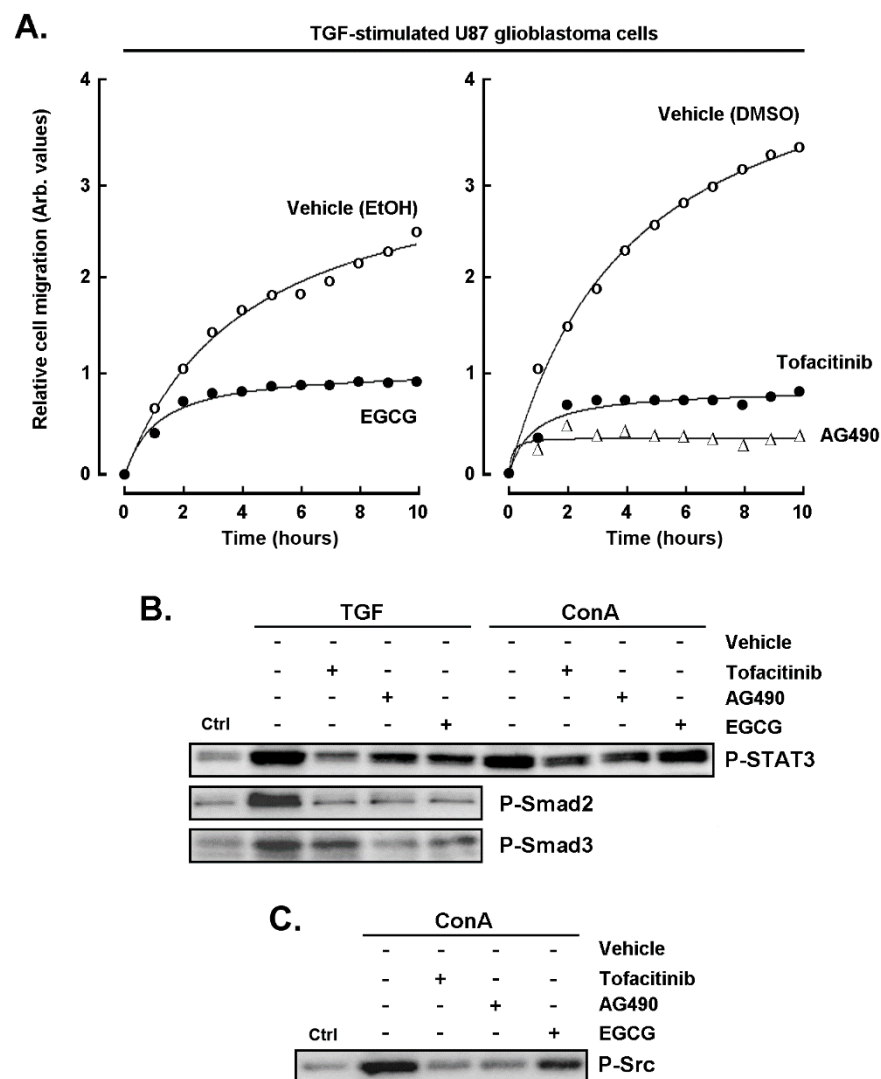 A.
TGF-stimulated U87 glioblastoma cells
Relative cell migration (Arb. values)
4
3
2
1
0
Vehicle (EtOH)
EGCG
0 2 4 6 8 10
Time (hours)
4
3
2
1
0
Vehicle (DMSO)
Tofacitinib
AG490
0 2 4 6 8 10
Time (hours)
B.
TGF ConA
- - - - - - - - Vehicle
- + - - - + - - Tofacitinib
- - + - - - + - AG490
Ctrl - - - + - - - + EGCG
P-STAT3
P-Smad2
P-Smad3
C.
ConA
- - - - Vehicle
- + - - Tofacitinib
- - + - AG490
Ctrl - - - + EGCG
P-Src